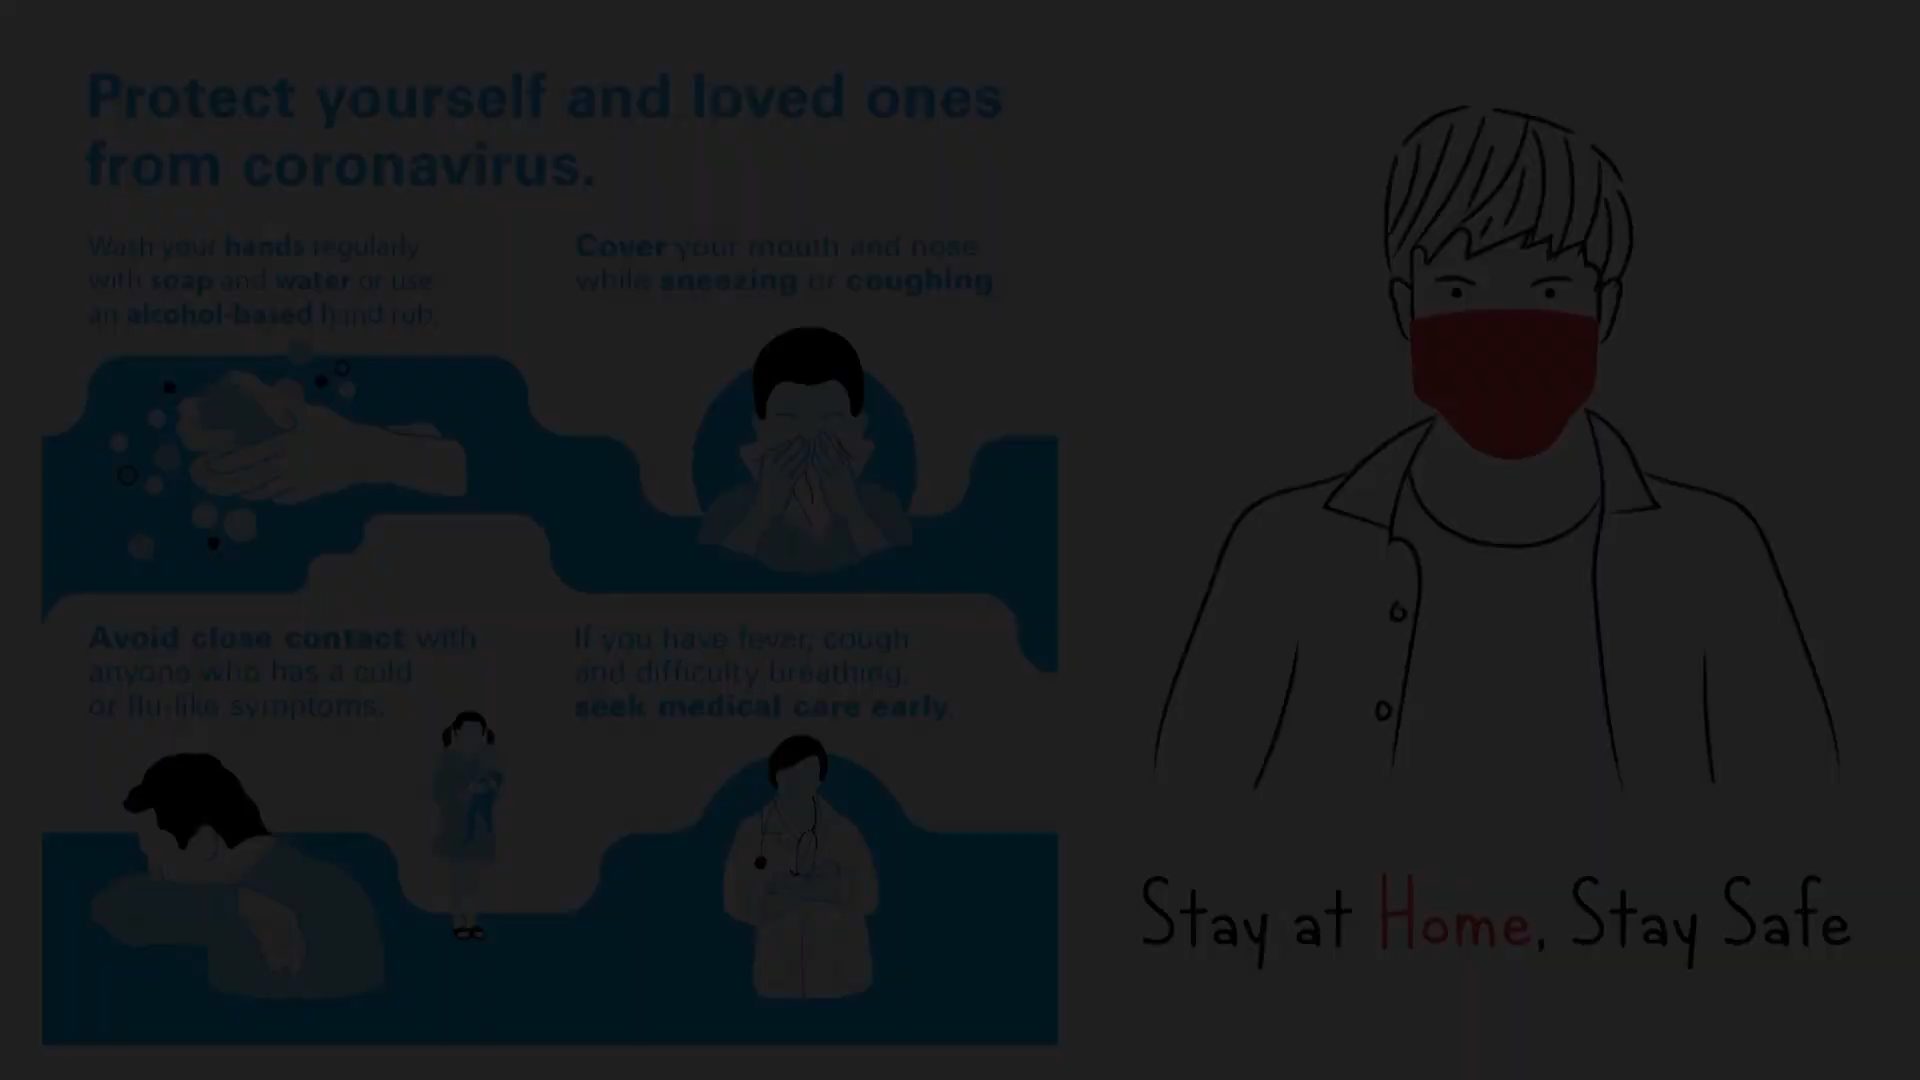 Protect yourself and loved ones
from coronavirus.
Wash your hands regularly
with soap and water or use
an alcohol-based hand rub.
Cover your mouth and nose
while sneezing or coughing
Avoid close contact with
anyone who has a cold
or flu-like symptoms.
If you have fever, cough
and difficulty breathing,
seek medical care early.
Stay at Home, Stay Safe